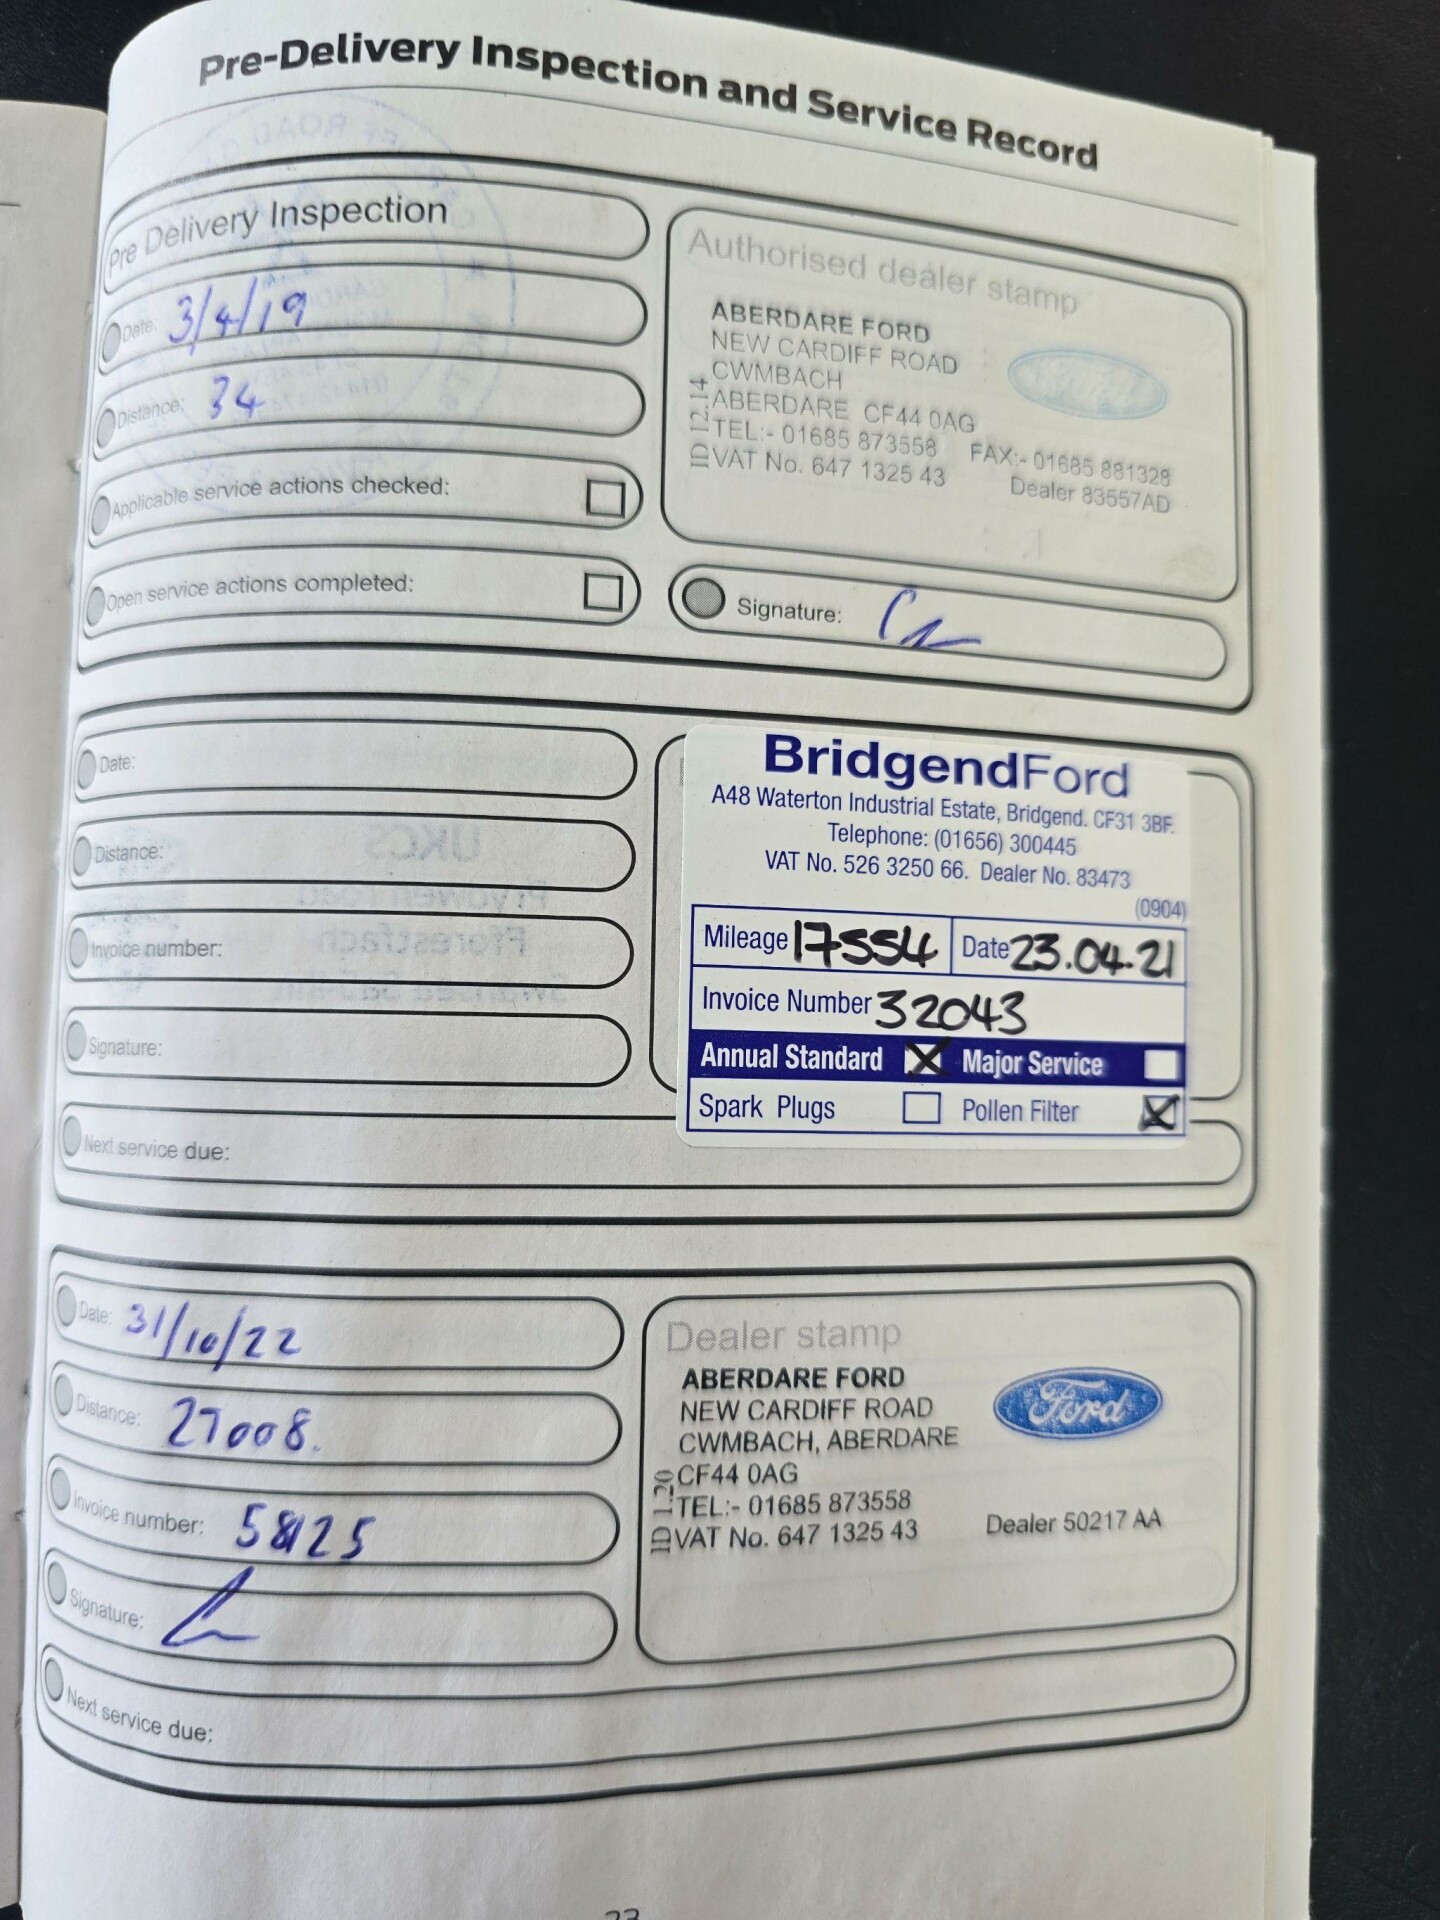 Pre-Delivery Inspection and Service Record
Pre Delivery Inspection
Date: 3/4/19
Distance: 34
Applicable service actions checked:
Open service actions completed:
Authorised dealer stamp
ABERDARE FORD
NEW CARDIFF ROAD
CWMBACH
ABERDARE CF44 0AG
TEL:- 01685 873558 FAX:- 01685 881328
VAT No. 647 1325 43 Dealer 83557AD
ID 12.14
Ford
Signature:
Date:
Distance:
Invoice number:
Signature:
Next service due:
BridgendFord
A48 Waterton Industrial Estate, Bridgend. CF31 3BF.
Telephone: (01656) 300445
VAT No. 526 3250 66. Dealer No. 83473
(0904)
Mileage 17554 Date 23.04.21
Invoice Number 32043
Annual Standard X Major Service
Spark Plugs Pollen Filter X
Date: 31/10/22
Distance: 27008.
Invoice number: 58125
Signature:
Next service due:
Dealer stamp
ABERDARE FORD
NEW CARDIFF ROAD
CWMBACH, ABERDARE
CF44 0AG
TEL:- 01685 873558
VAT No. 647 1325 43 Dealer 50217 AA
ID 1.20
Ford